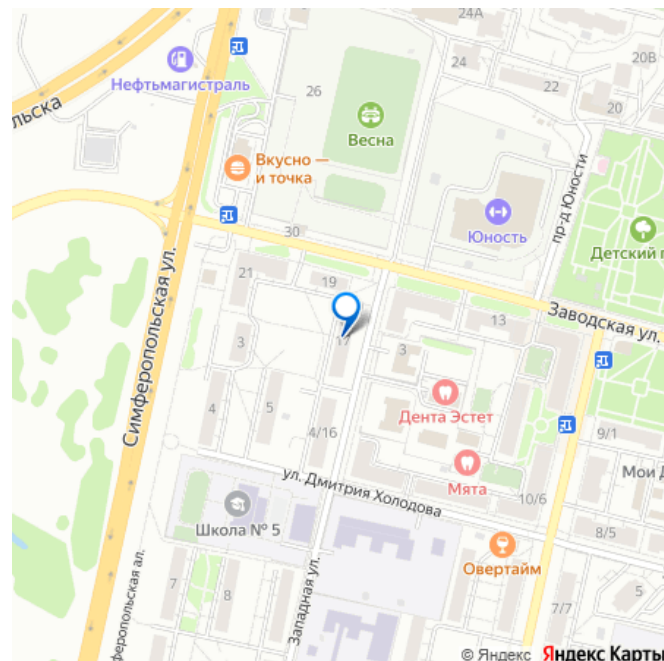 24А
20В
24
Нефтьмагистраль
22
26
льска
20
Весна
Вкусно —
и точка
пр-д Юности
30
Юность
Детский п
21
19
Заводская ул.
Симферопольская ул.
13
17
3
3
Дента Эстет
4
5
4/16
9/1
ул. Дмитрия Холодова
Мята
Мои Д
10/6
Школа № 5
8/5
Овертайм
7
8
Западная ул.
5
7/7
феропольская ал.
© Яндекс Яндекс Карты